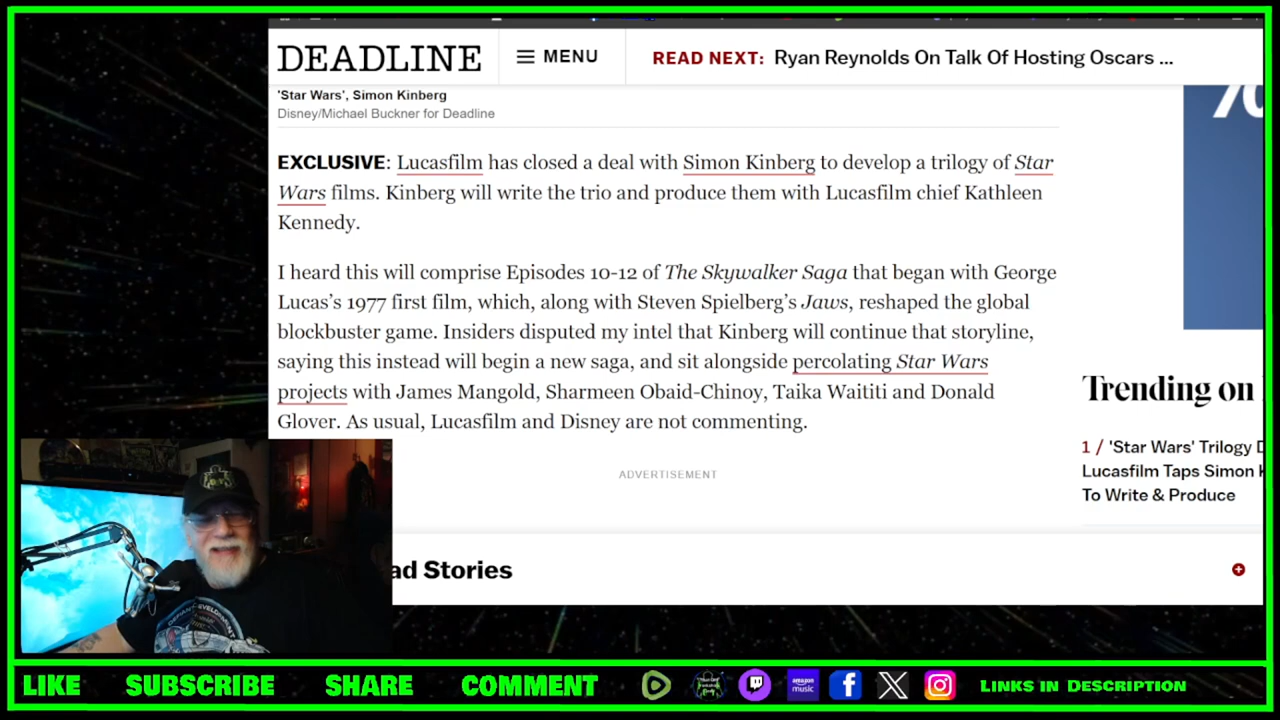 DEADLINE
MENU
READ NEXT: Ryan Reynolds On Talk Of Hosting Oscars ...
'Star Wars', Simon Kinberg
Disney/Michael Buckner for Deadline
EXCLUSIVE: Lucasfilm has closed a deal with Simon Kinberg to develop a trilogy of Star
Wars films. Kinberg will write the trio and produce them with Lucasfilm chief Kathleen
Kennedy.
I heard this will comprise Episodes 10-12 of The Skywalker Saga that began with George
Lucas's 1977 first film, which, along with Steven Spielberg's Jaws, reshaped the global
blockbuster game. Insiders disputed my intel that Kinberg will continue that storyline,
saying this instead will begin a new saga, and sit alongside percolating Star Wars
projects with James Mangold, Sharmeen Obaid-Chinoy, Taika Waititi and Donald
Glover. As usual, Lucasfilm and Disney are not commenting.
ADVERTISEMENT
ad Stories
Trending on
1 / 'Star Wars' Trilogy D
Lucasfilm Taps Simon K
To Write & Produce
LIKE SUBSCRIBE SHARE COMMENT
amazon music
LINKS IN DESCRIPTION